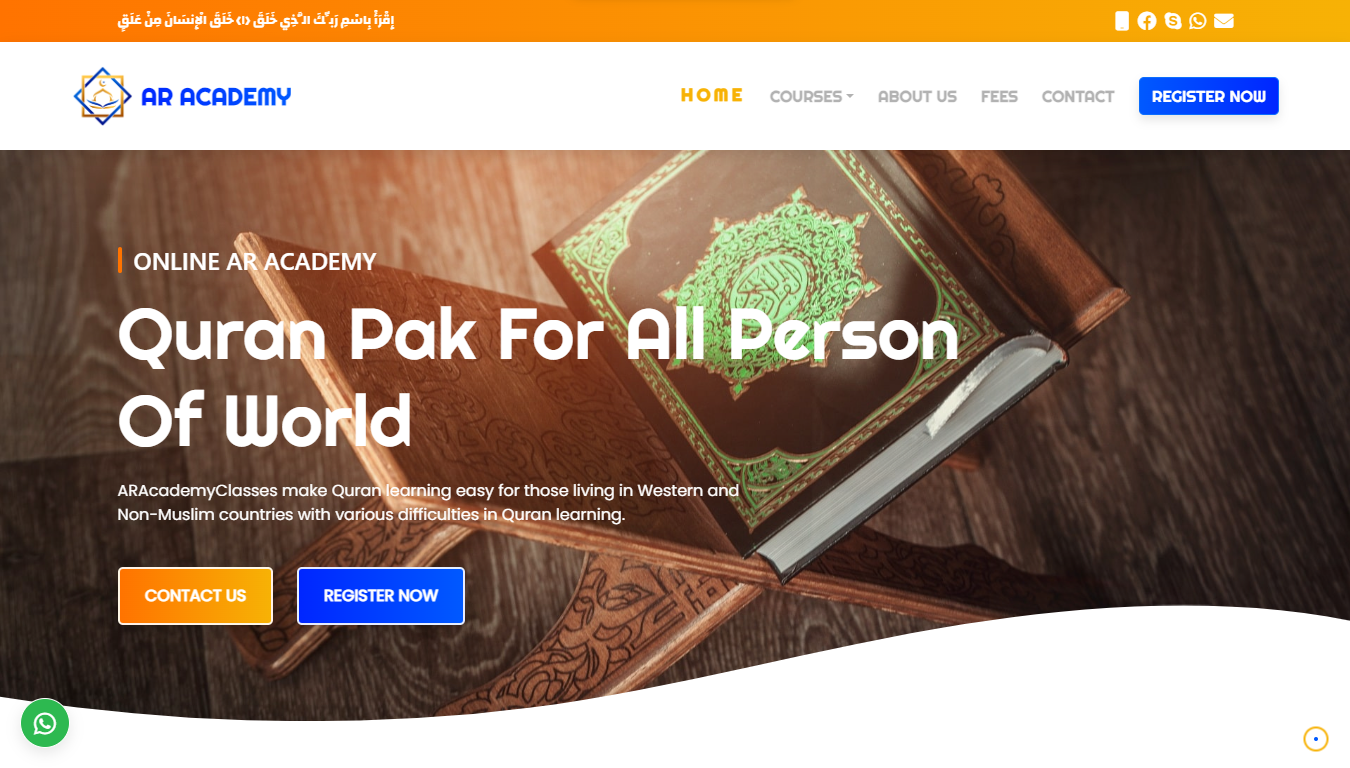 إِقْرَأْ بِاسْمِ رَبِّكَ الَّذِي خَلَقَ ﴿١﴾ خَلَقَ الْإِنسَانَ مِنْ عَلَقٍ
AR ACADEMY
HOME
COURSES
ABOUT US
FEES
CONTACT
REGISTER NOW
ONLINE AR ACADEMY
Quran Pak For All Person
Of World
ARAcademyClasses make Quran learning easy for those living in Western and
Non-Muslim countries with various difficulties in Quran learning.
CONTACT US
REGISTER NOW